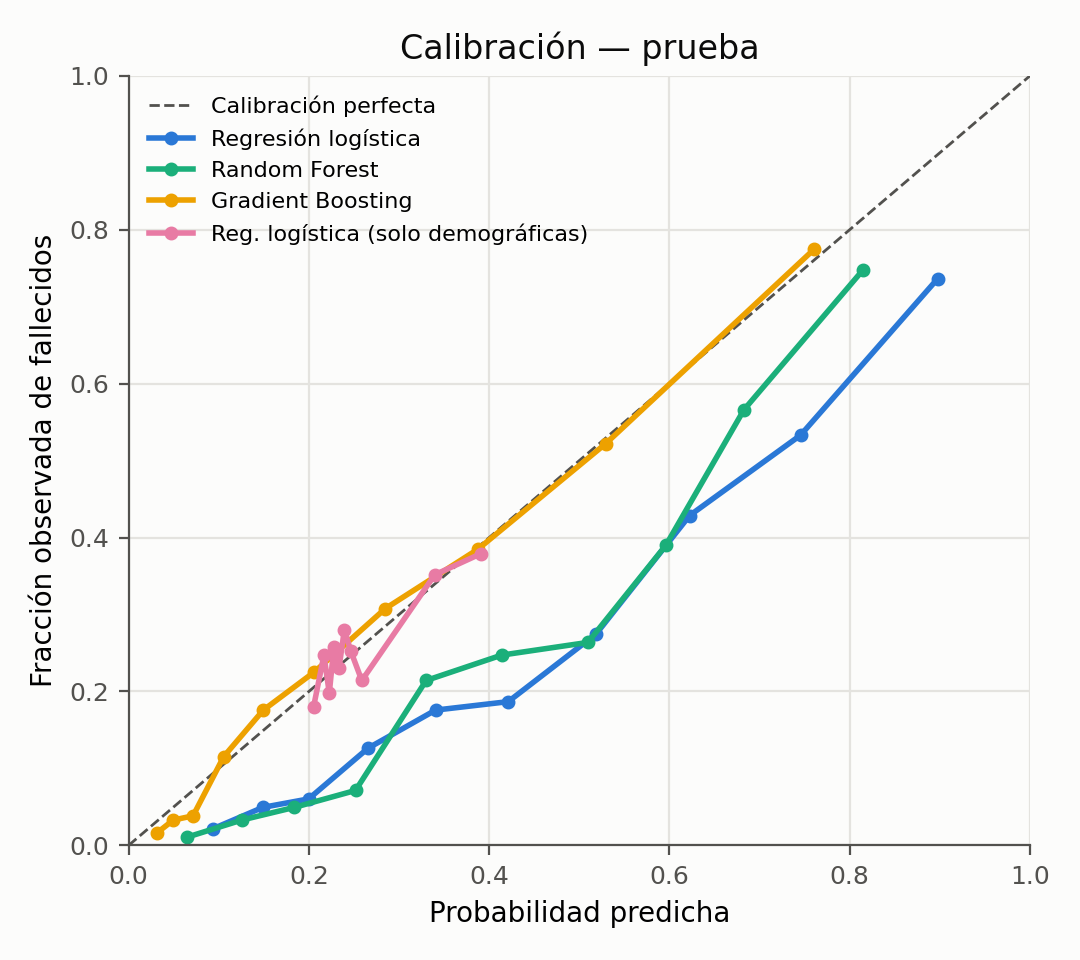 Calibración — prueba
Calibración perfecta
Regresión logística
Random Forest
Gradient Boosting
Reg. logística (solo demográficas)
Fracción observada de fallecidos
1.0
0.8
0.6
0.4
0.2
0.0
0.0 0.2 0.4 0.6 0.8 1.0
Probabilidad predicha